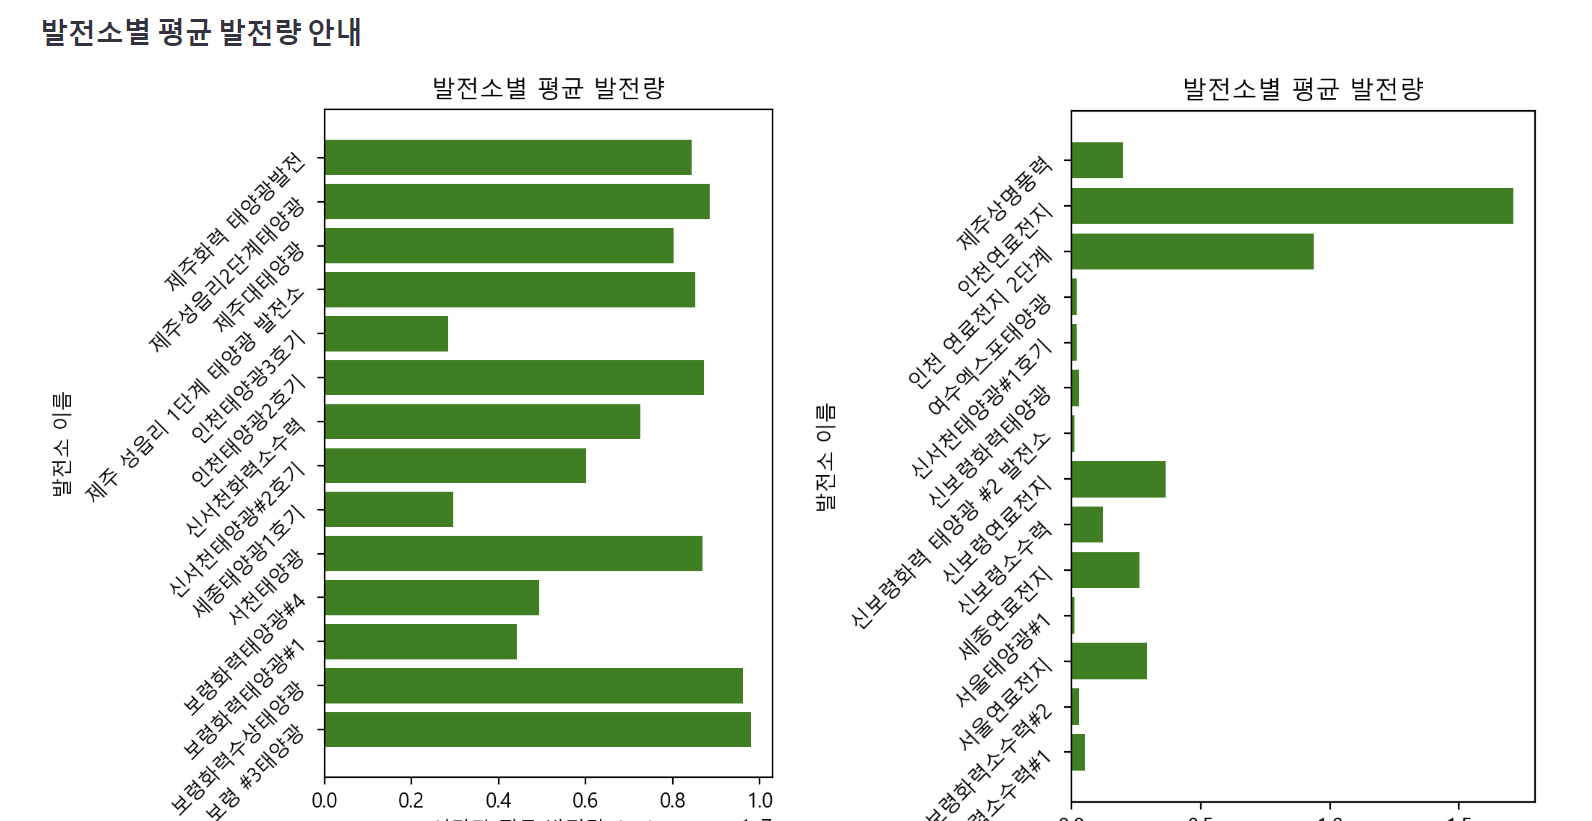 발전소별 평균 발전량 안내
발전소별 평균 발전량
제주화력 태양광발전
제주성읍리2단계태양광
제주대태양광
제주 성읍리 1단계 태양광 발전소
인천태양광3호기
인천태양광2호기
신서천화력소수력
신서천태양광#2호기
세종태양광1호기
서천태양광
보령화력태양광#4
보령화력태양광#1
보령화력수상태양광
보령 #3태양광
발전소 이름
0.0 0.2 0.4 0.6 0.8 1.0
발전소별 평균 발전량
제주상명풍력
인천연료전지
인천 연료전지 2단계
여수엑스포태양광
신서천태양광#1호기
신보령화력태양광
신보령화력 태양광 #2 발전소
신보령연료전지
신보령소수력
세종연료전지
서울태양광#1
서울연료전지
보령화력소수력#2
력소수력#1
발전소 이름